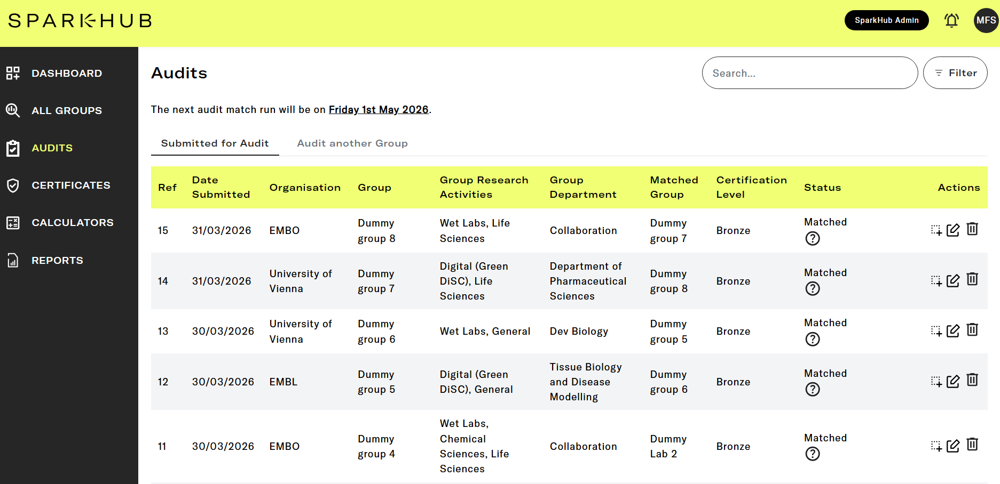 SPARKHUB
SparkHub Admin
MFS
DASHBOARD
ALL GROUPS
AUDITS
CERTIFICATES
CALCULATORS
REPORTS
Audits
Search...
Filter
The next audit match run will be on Friday 1st May 2026.
Submitted for Audit
Audit another Group
Ref
Date
Submitted
Organisation
Group
Group Research
Activities
Group
Department
Matched
Group
Certification
Level
Status
Actions
15
31/03/2026
EMBO
Dummy
group 8
Wet Labs, Life
Sciences
Collaboration
Dummy
group 7
Bronze
Matched
?
14
31/03/2026
University of
Vienna
Dummy
group 7
Digital (Green
DiSC), Life
Sciences
Department of
Pharmaceutical
Sciences
Dummy
group 8
Bronze
Matched
?
13
30/03/2026
University of
Vienna
Dummy
group 6
Wet Labs, General
Dev Biology
Dummy
group 5
Bronze
Matched
?
12
30/03/2026
EMBL
Dummy
group 5
Digital (Green
DiSC), General
Tissue Biology
and Disease
Modelling
Dummy
group 6
Bronze
Matched
?
11
30/03/2026
EMBO
Dummy
group 4
Wet Labs,
Chemical
Sciences, Life
Sciences
Collaboration
Dummy
Lab 2
Bronze
Matched
?